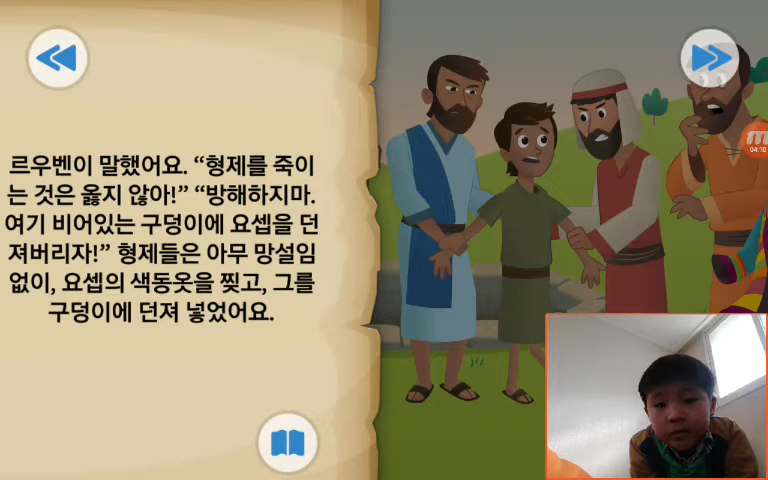 르우벤이 말했어요. “형제를 죽이
는 것은 옳지 않아!” “방해하지마.
여기 비어있는 구덩이에 요셉을 던
져버리자!” 형제들은 아무 망설임
없이, 요셉의 색동옷을 찢고, 그를
구덩이에 던져 넣었어요.
04:18